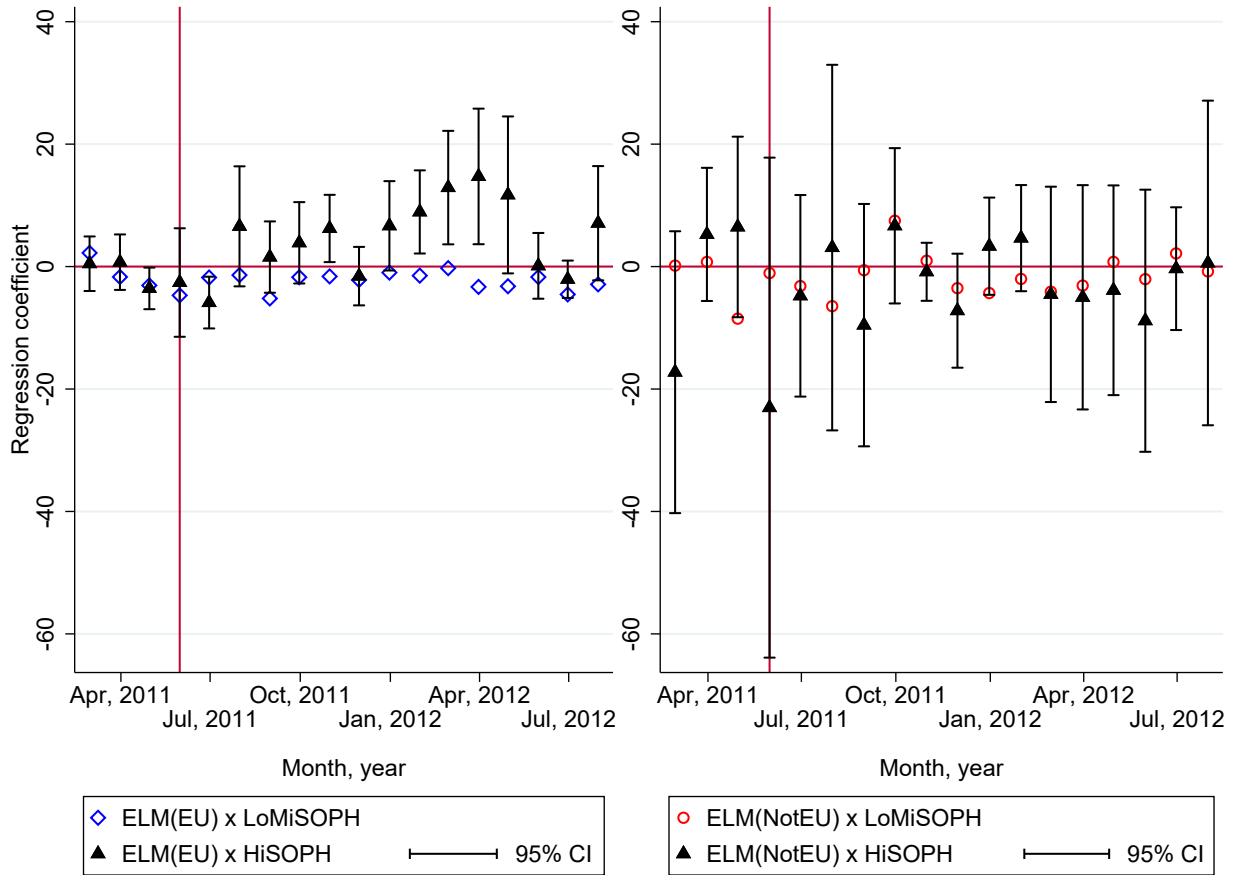 Regression coefficient
40
20
0
-20
-40
-60
Apr, 2011
Jul, 2011
Oct, 2011
Jan, 2012
Apr, 2012
Jul, 2012
Month, year
ELM(EU) x LoMiSOPH
ELM(EU) x HiSOPH
95% CI
40
20
0
-20
-40
-60
Apr, 2011
Jul, 2011
Oct, 2011
Jan, 2012
Apr, 2012
Jul, 2012
Month, year
ELM(NotEU) x LoMiSOPH
ELM(NotEU) x HiSOPH
95% CI